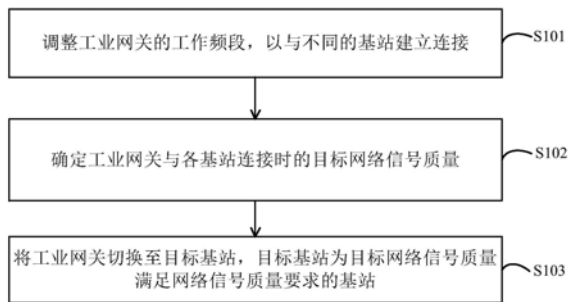 调整工业网关的工作频段，以与不同的基站建立连接
S101
确定工业网关与各基站连接时的目标网络信号质量
S102
将工业网关切换至目标基站，目标基站为目标网络信号质量
满足网络信号质量要求的基站
S103